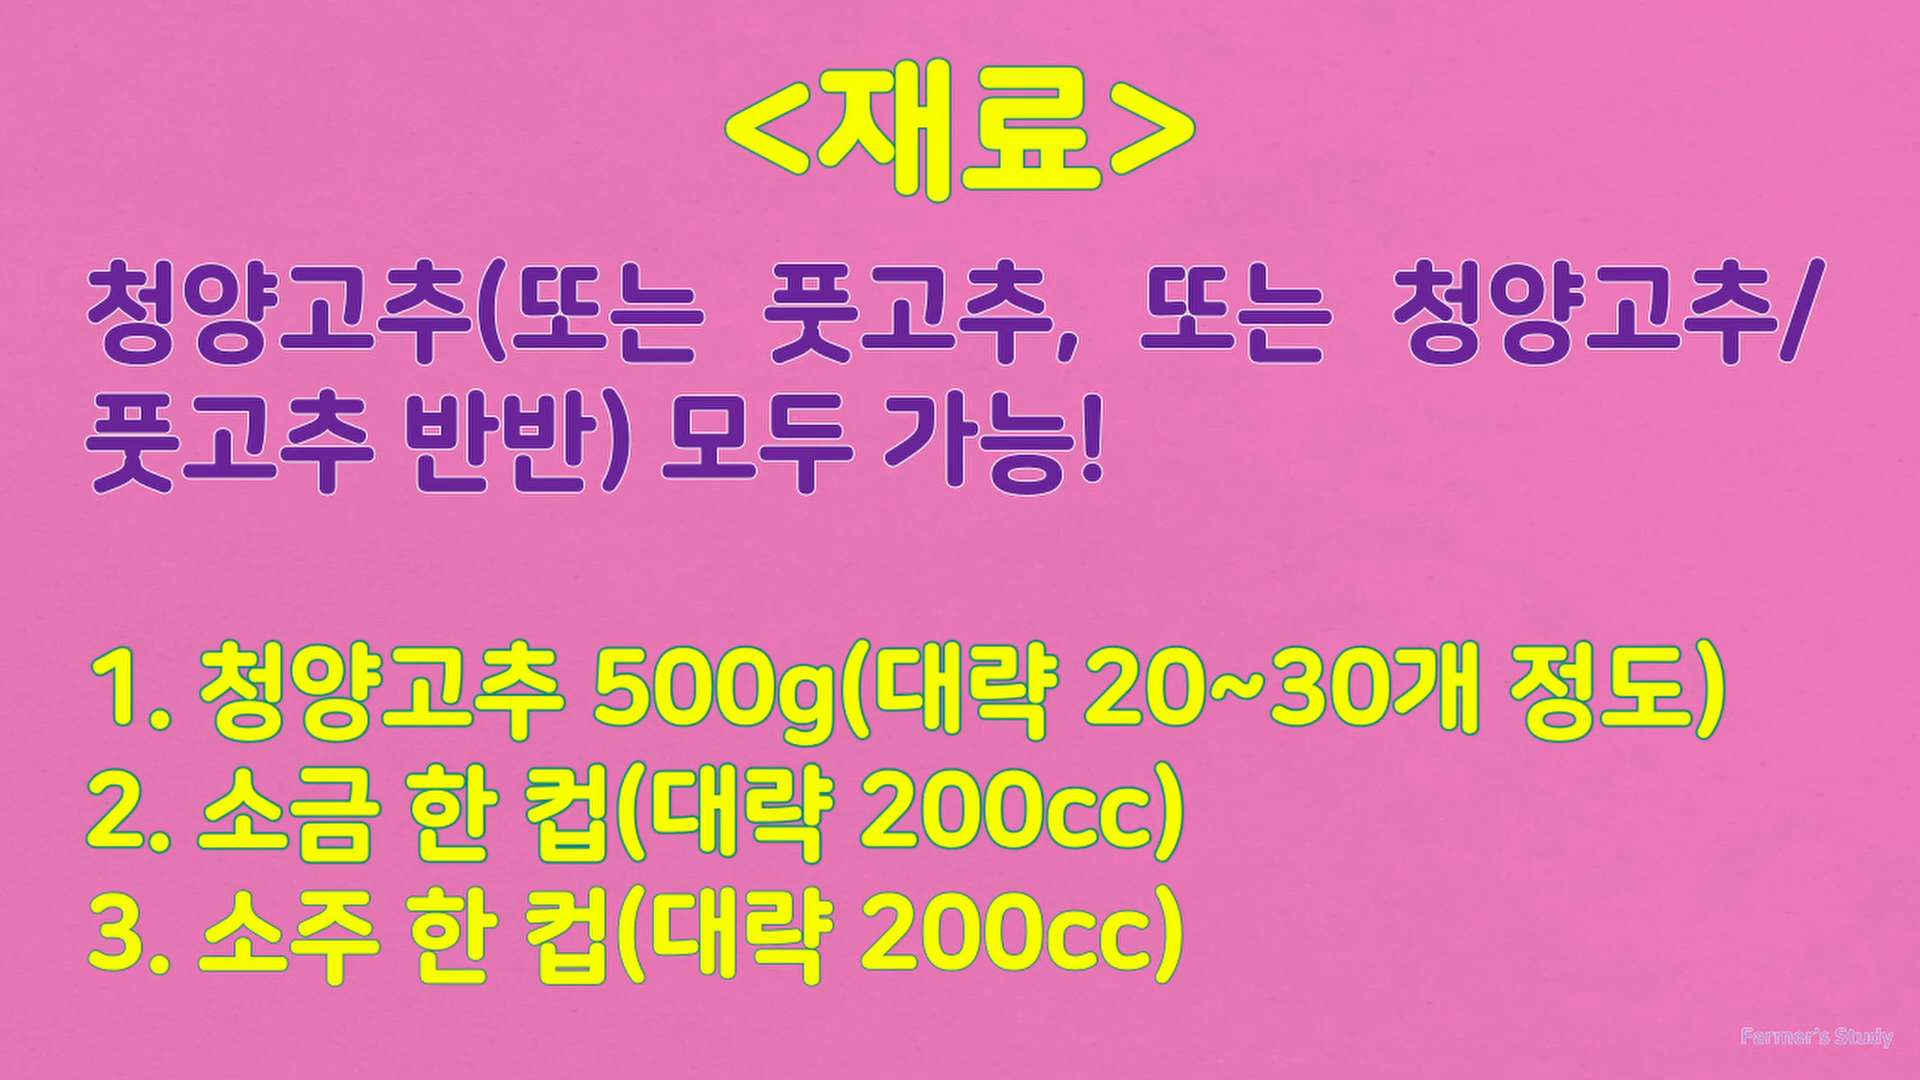 <재료>
청양고추(또는 풋고추, 또는 청양고추/
풋고추 반반) 모두 가능!
1. 청양고추 500g(대략 20~30개 정도)
2. 소금 한 컵(대략 200cc)
3. 소주 한 컵(대략 200cc)
Farmer's Study